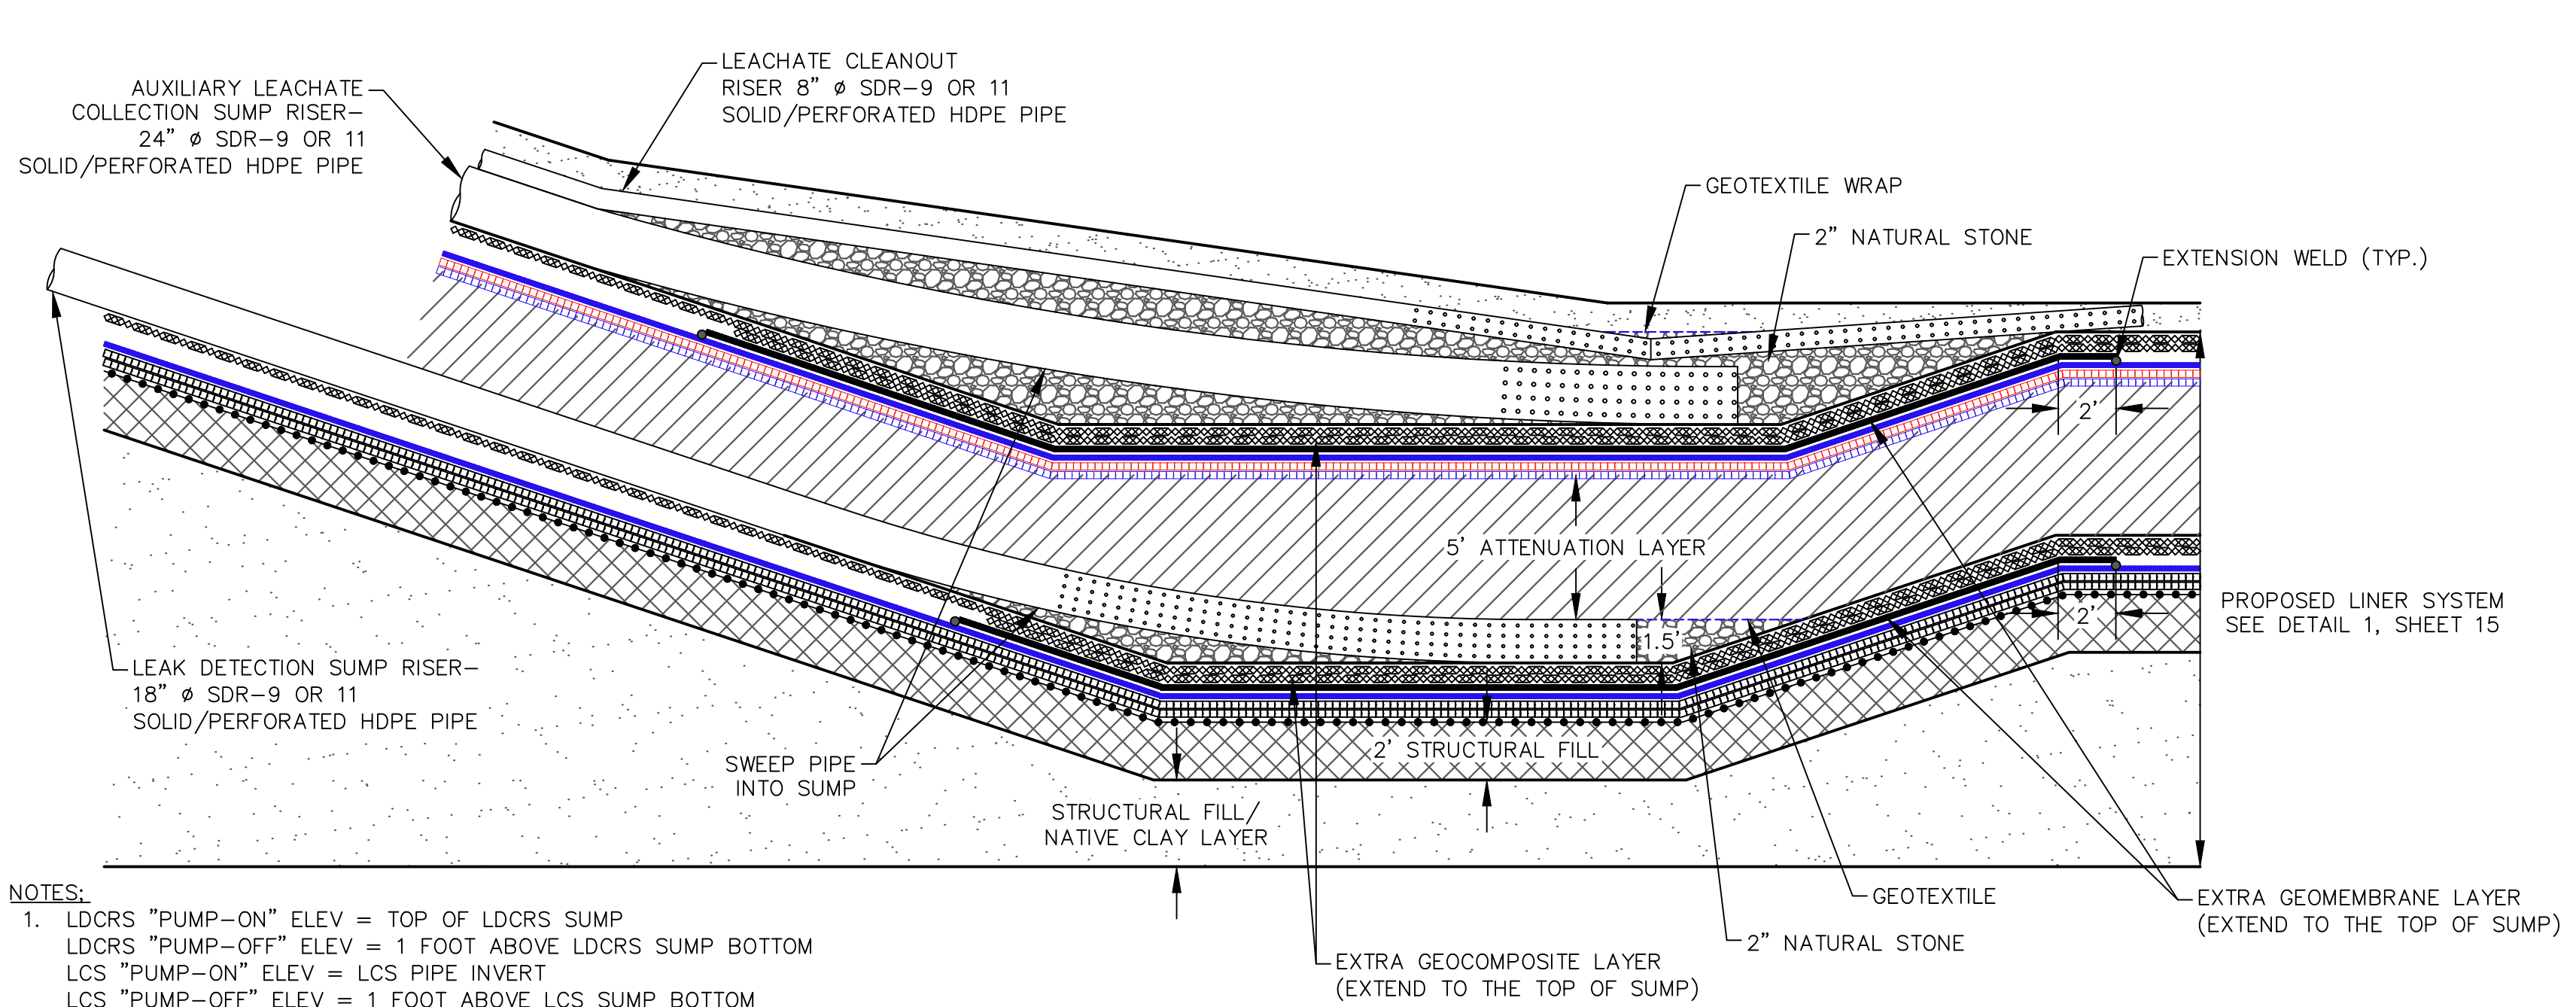 LEACHATE CLEANOUT
RISER 8" ø SDR-9 OR 11
SOLID/PERFORATED HDPE PIPE
AUXILIARY LEACHATE
COLLECTION SUMP RISER-
24" ø SDR-9 OR 11
SOLID/PERFORATED HDPE PIPE
GEOTEXTILE WRAP
2" NATURAL STONE
EXTENSION WELD (TYP.)
2'
5' ATTENUATION LAYER
1.5'
2'
PROPOSED LINER SYSTEM
SEE DETAIL 1, SHEET 15
LEAK DETECTION SUMP RISER-
18" ø SDR-9 OR 11
SOLID/PERFORATED HDPE PIPE
SWEEP PIPE
INTO SUMP
2' STRUCTURAL FILL
STRUCTURAL FILL/
NATIVE CLAY LAYER
GEOTEXTILE
2" NATURAL STONE
EXTRA GEOMEMBRANE LAYER
(EXTEND TO THE TOP OF SUMP)
EXTRA GEOCOMPOSITE LAYER
(EXTEND TO THE TOP OF SUMP)
NOTES;
1. LDCRS "PUMP-ON" ELEV = TOP OF LDCRS SUMP
LDCRS "PUMP-OFF" ELEV = 1 FOOT ABOVE LDCRS SUMP BOTTOM
LCS "PUMP-ON" ELEV = LCS PIPE INVERT
LCS "PUMP-OFF" ELEV = 1 FOOT ABOVE LCS SUMP BOTTOM